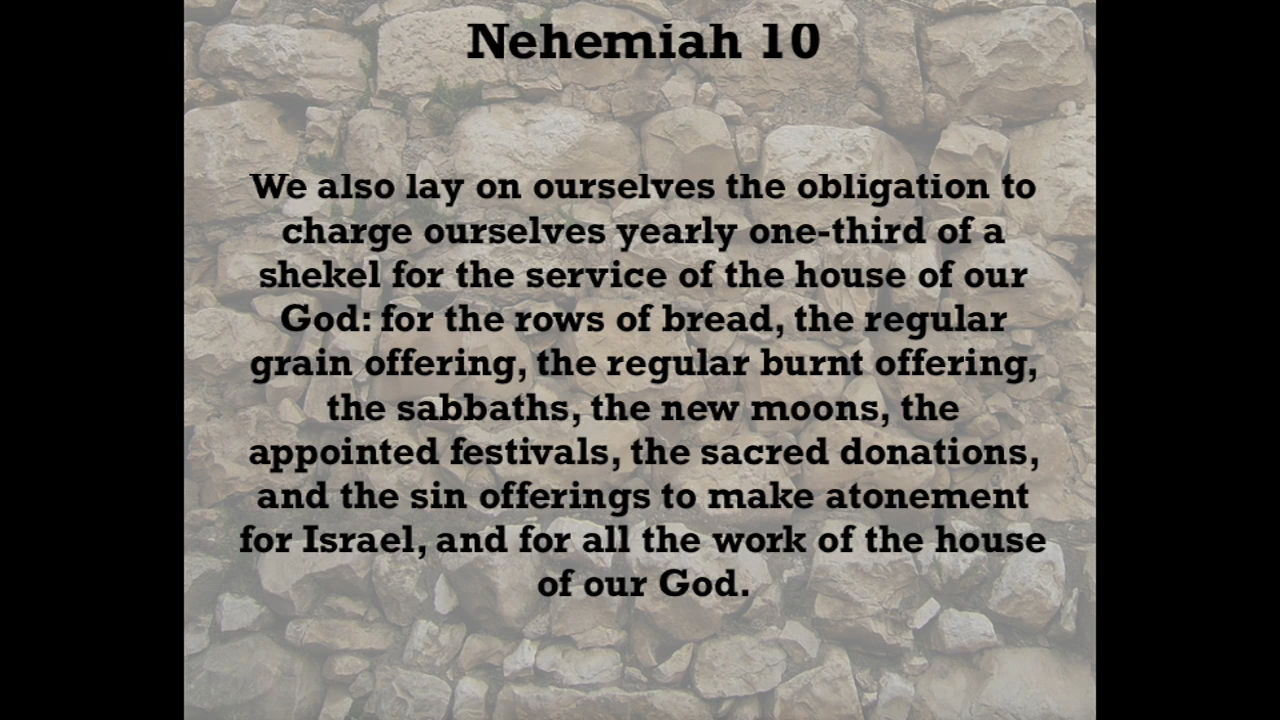 Nehemiah 10
We also lay on ourselves the obligation to
charge ourselves yearly one-third of a
shekel for the service of the house of our
God: for the rows of bread, the regular
grain offering, the regular burnt offering,
the sabbaths, the new moons, the
appointed festivals, the sacred donations,
and the sin offerings to make atonement
for Israel, and for all the work of the house
of our God.